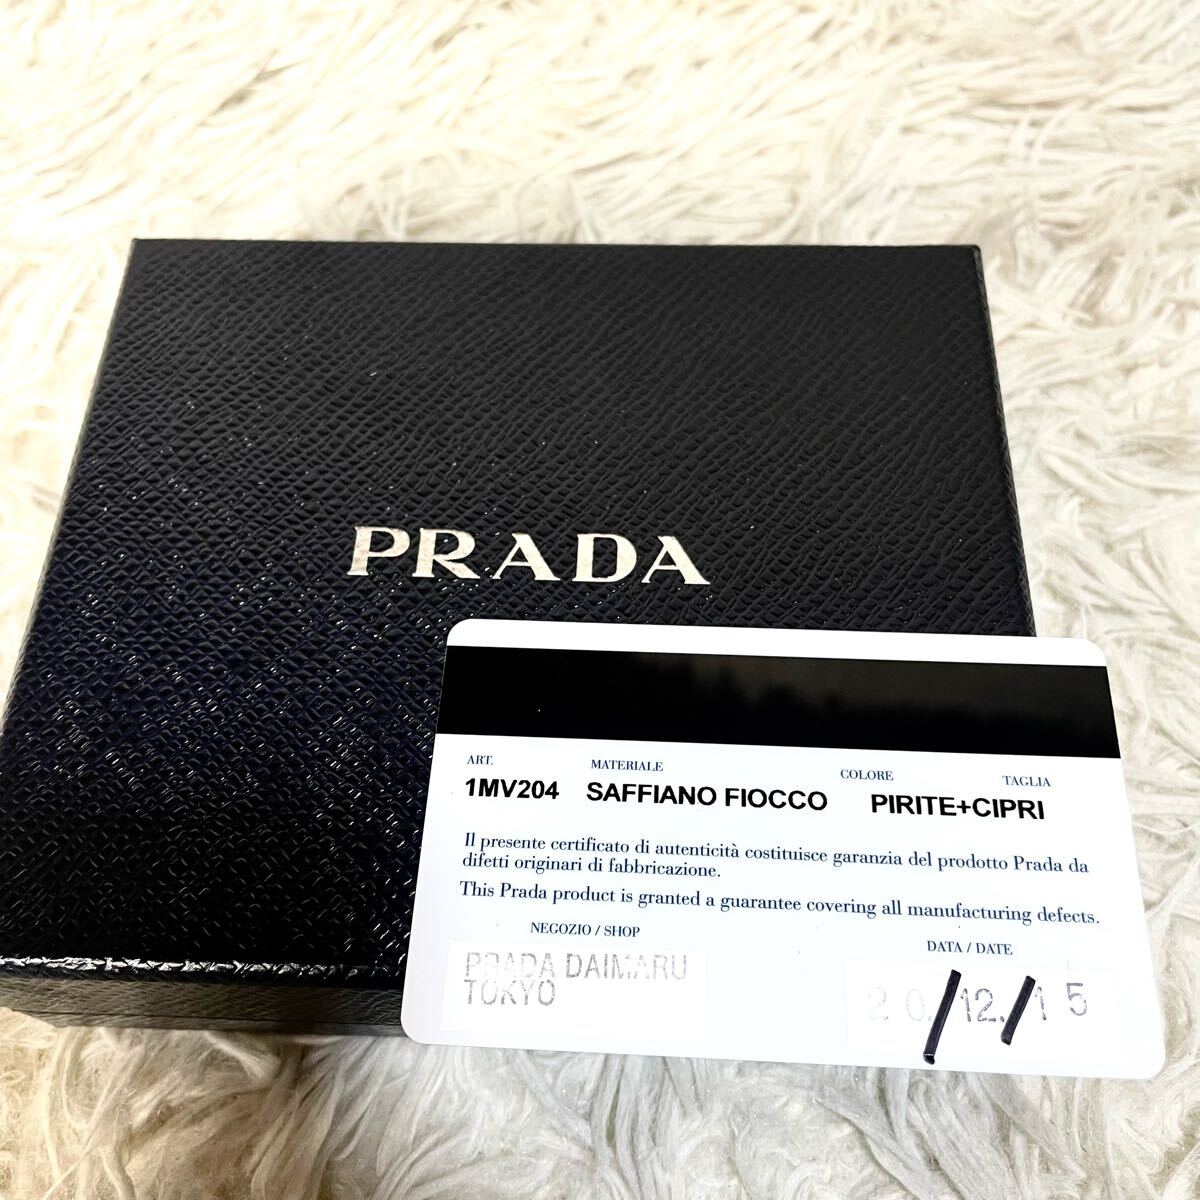 PRADA
ART. MATERIALE COLORE TAGLIA
1MV204 SAFFIANO FIOCCO PIRITE+CIPRI
Il presente certificato di autenticità costituisce garanzia del prodotto Prada da
difetti originari di fabbricazione.
This Prada product is granted a guarantee covering all manufacturing defects.
NEGOZIO / SHOP DATA / DATE
PRADA DAIMARU
TOKYO
20./12./15